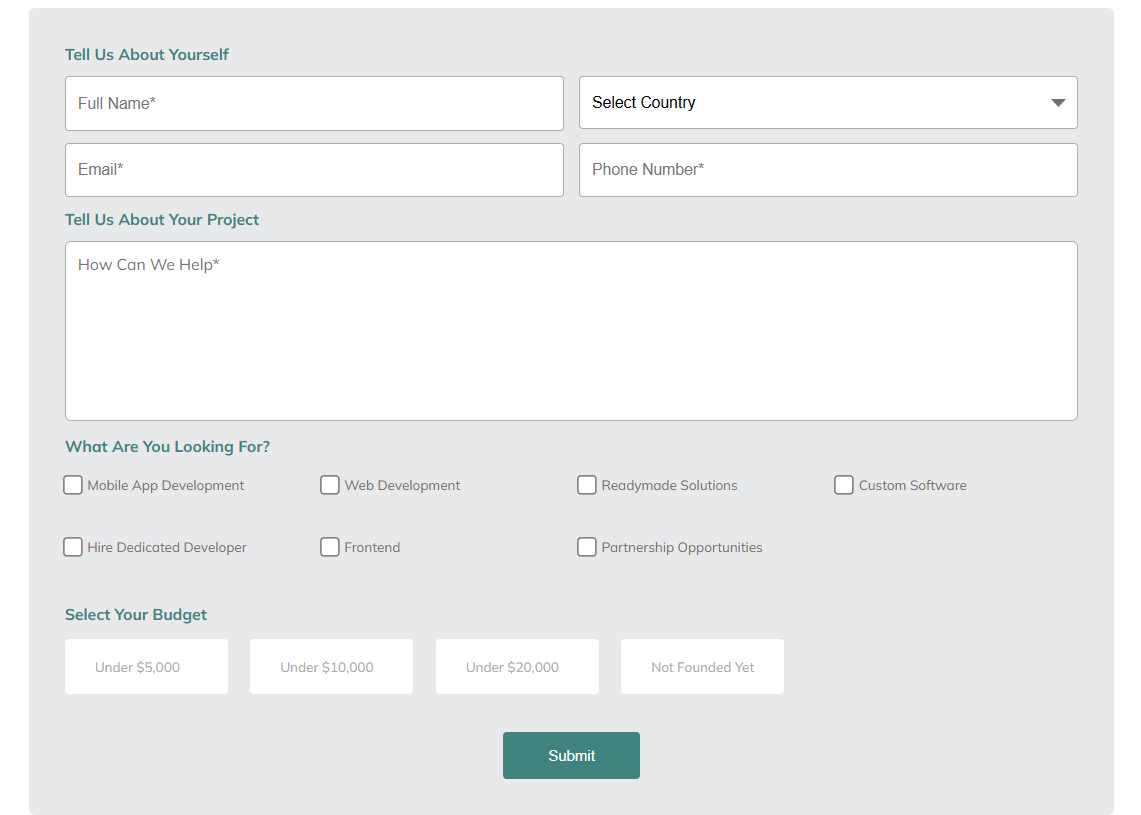 Tell Us About Yourself
Full Name*
Select Country
Email*
Phone Number*
Tell Us About Your Project
How Can We Help*
What Are You Looking For?
Mobile App Development
Web Development
Readymade Solutions
Custom Software
Hire Dedicated Developer
Frontend
Partnership Opportunities
Select Your Budget
Under $5,000
Under $10,000
Under $20,000
Not Founded Yet
Submit